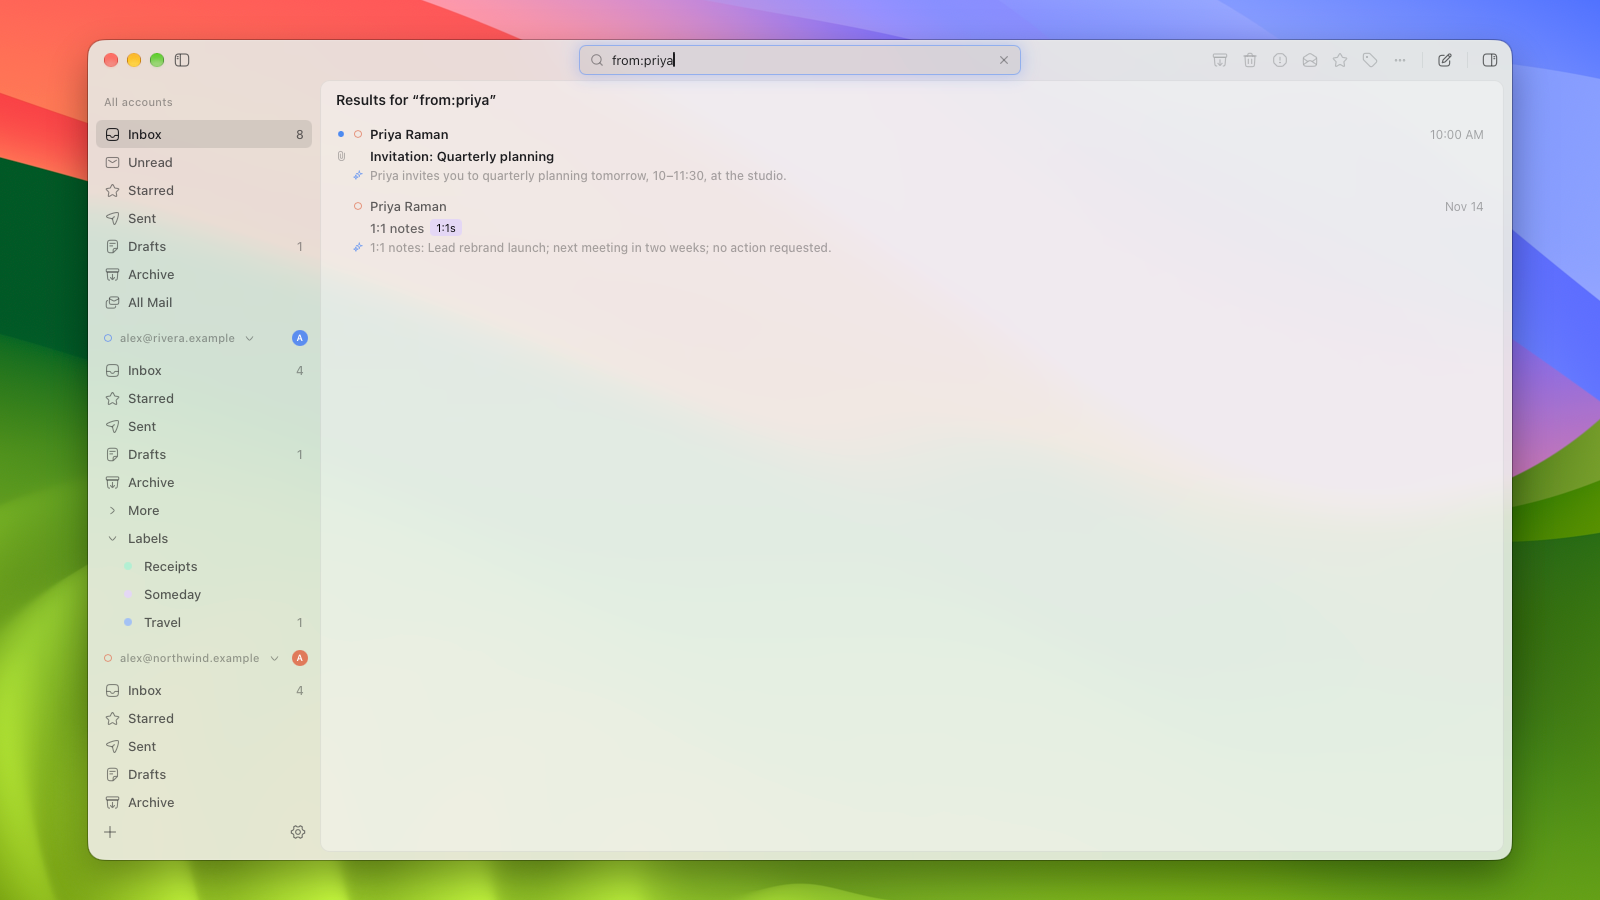 from:priya
All accounts
Inbox 8
Unread
Starred
Sent
Drafts 1
Archive
All Mail
alex@rivera.example A
Inbox 4
Starred
Sent
Drafts 1
Archive
More
Labels
Receipts
Someday
Travel 1
alex@northwind.example A
Inbox 4
Starred
Sent
Drafts
Archive
Results for “from:priya”
Priya Raman 10:00 AM
Invitation: Quarterly planning
Priya invites you to quarterly planning tomorrow, 10–11:30, at the studio.
Priya Raman Nov 14
1:1 notes 1:1s
1:1 notes: Lead rebrand launch; next meeting in two weeks; no action requested.